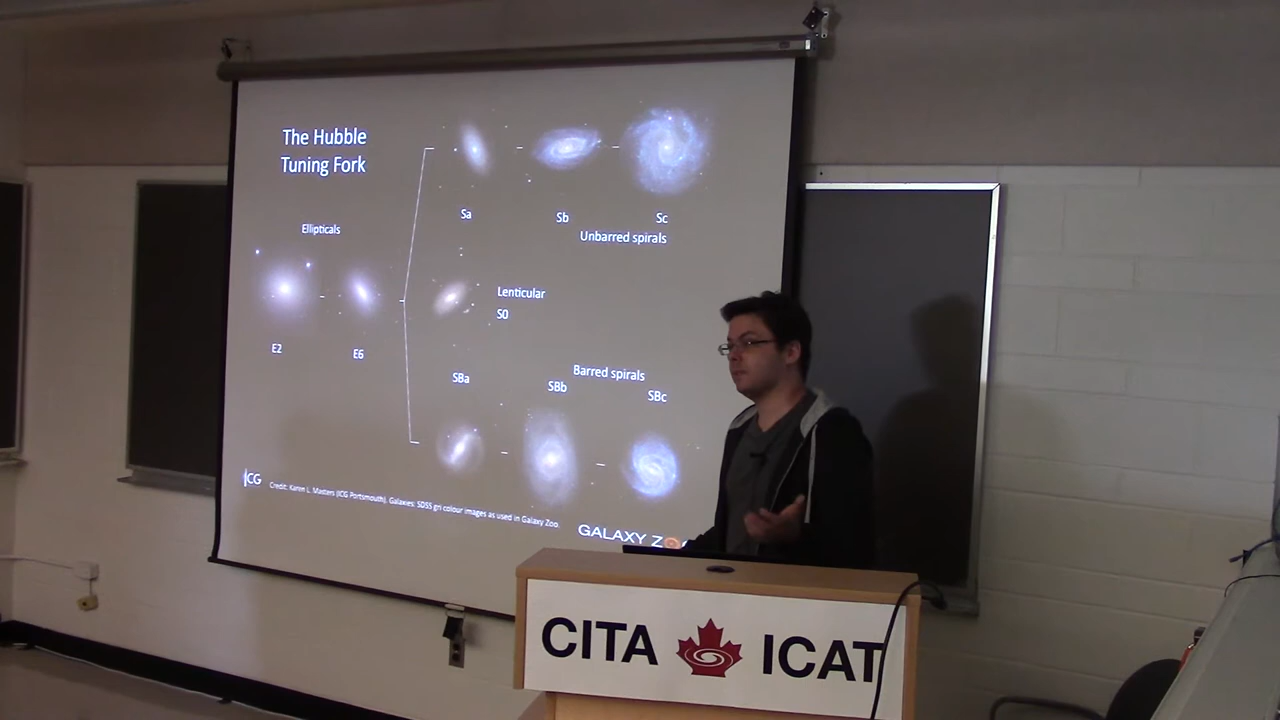 The Hubble
Tuning Fork
Ellipticals
Sa
Sb
Sc
Unbarred spirals
Lenticular
S0
E2
E6
Barred spirals
SBa
SBb
SBc
ICG
Credit: Karen L. Masters (ICG Portsmouth). Galaxies: SDSS gri colour images as used in Galaxy Zoo.
GALAXY ZO
CITA ICAT